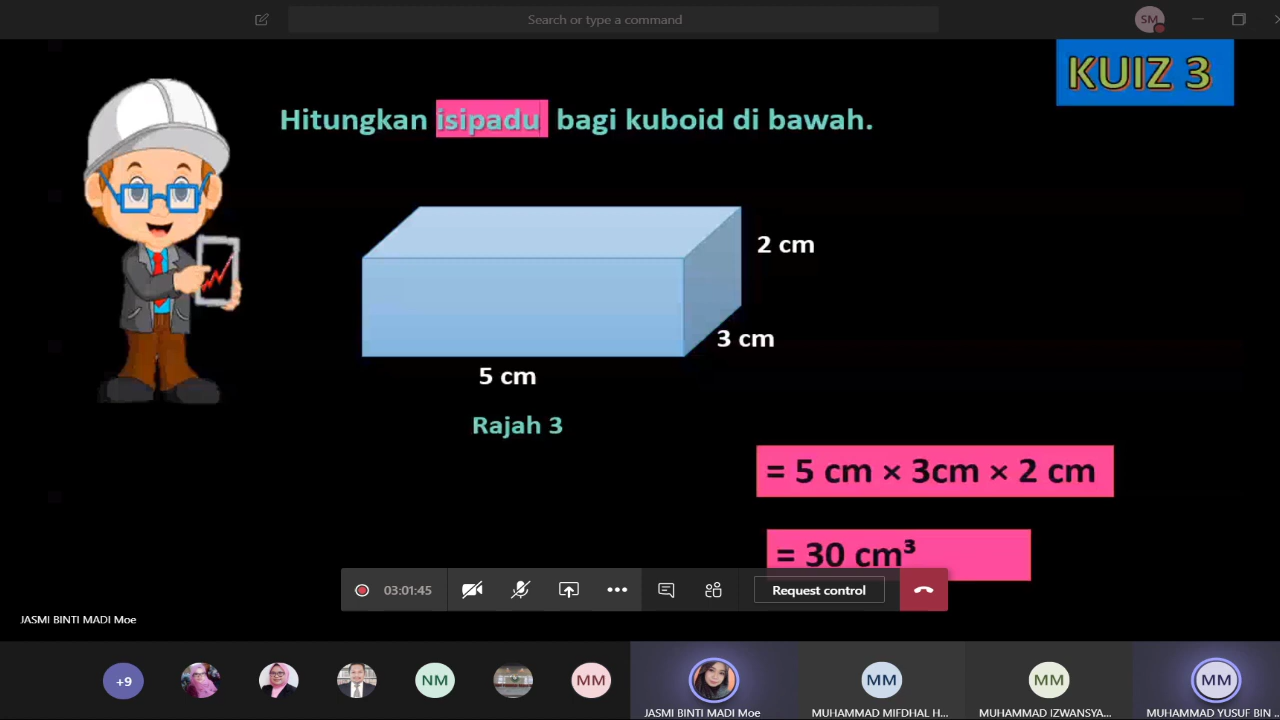 Search or type a command
SM
KUIZ 3
Hitungkan isipadu bagi kuboid di bawah.
2 cm
3 cm
5 cm
Rajah 3
= 5 cm × 3cm × 2 cm
= 30 cm³
03:01:45
Request control
JASMI BINTI MADI Moe
+9
NM
MM
MM
MM
MM
JASMI BINTI MADI Moe
MUHAMMAD MIFDHAL H...
MUHAMMAD IZWANSYA...
MUHAMMAD YUSUF BIN